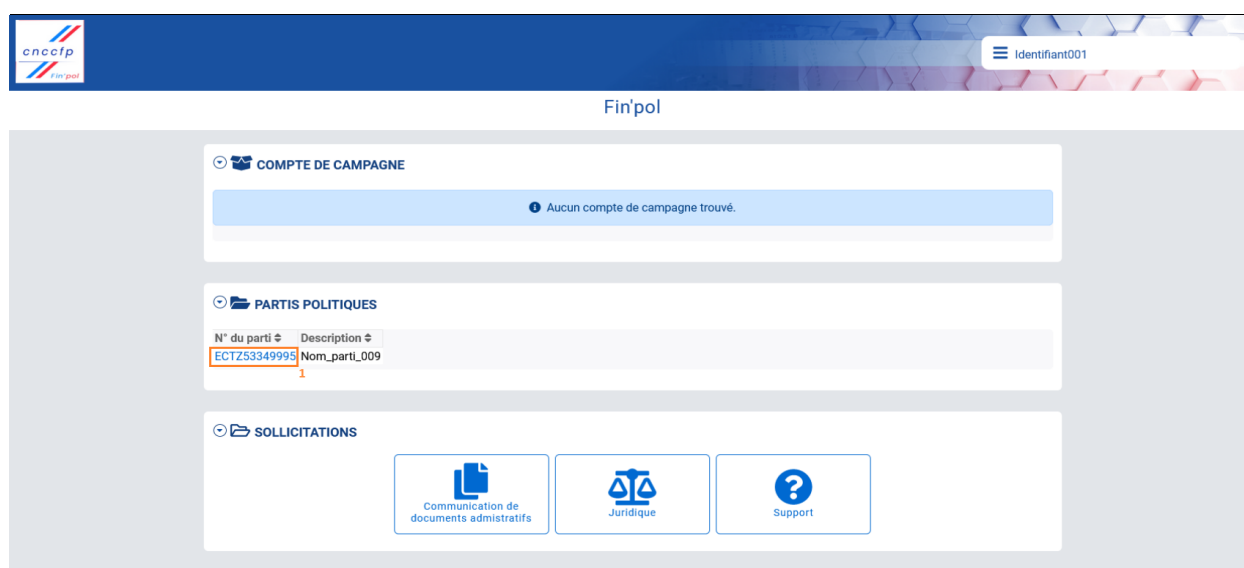 cnccfp
Fin'pol
Identifiant001
Fin'pol
COMPTE DE CAMPAGNE
Aucun compte de campagne trouvé.
PARTIS POLITIQUES
N° du parti Description
ECTZ53349995 Nom_parti_009
1
SOLLICITATIONS
Communication de
documents admistratifs
Juridique
Support